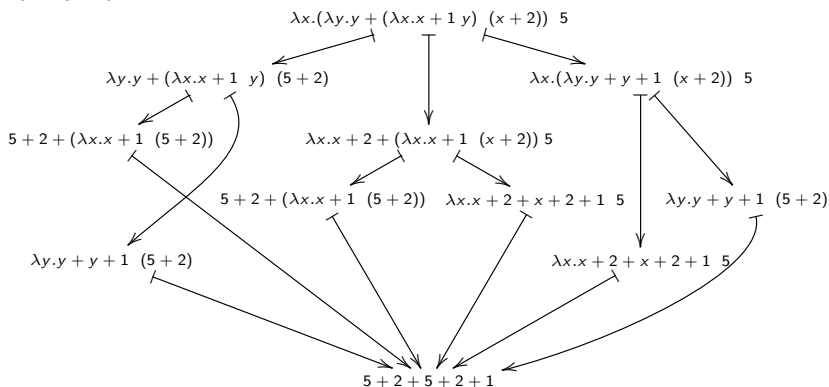 λx.(λy.y + (λx.x + 1 y) (x + 2)) 5
λy.y + (λx.x + 1 y) (5 + 2)
λx.(λy.y + y + 1 (x + 2)) 5
5 + 2 + (λx.x + 1 (5 + 2))
λx.x + 2 + (λx.x + 1 (x + 2)) 5
5 + 2 + (λx.x + 1 (5 + 2))
λx.x + 2 + x + 2 + 1 5
λy.y + y + 1 (5 + 2)
λy.y + y + 1 (5 + 2)
λx.x + 2 + x + 2 + 1 5
5 + 2 + 5 + 2 + 1